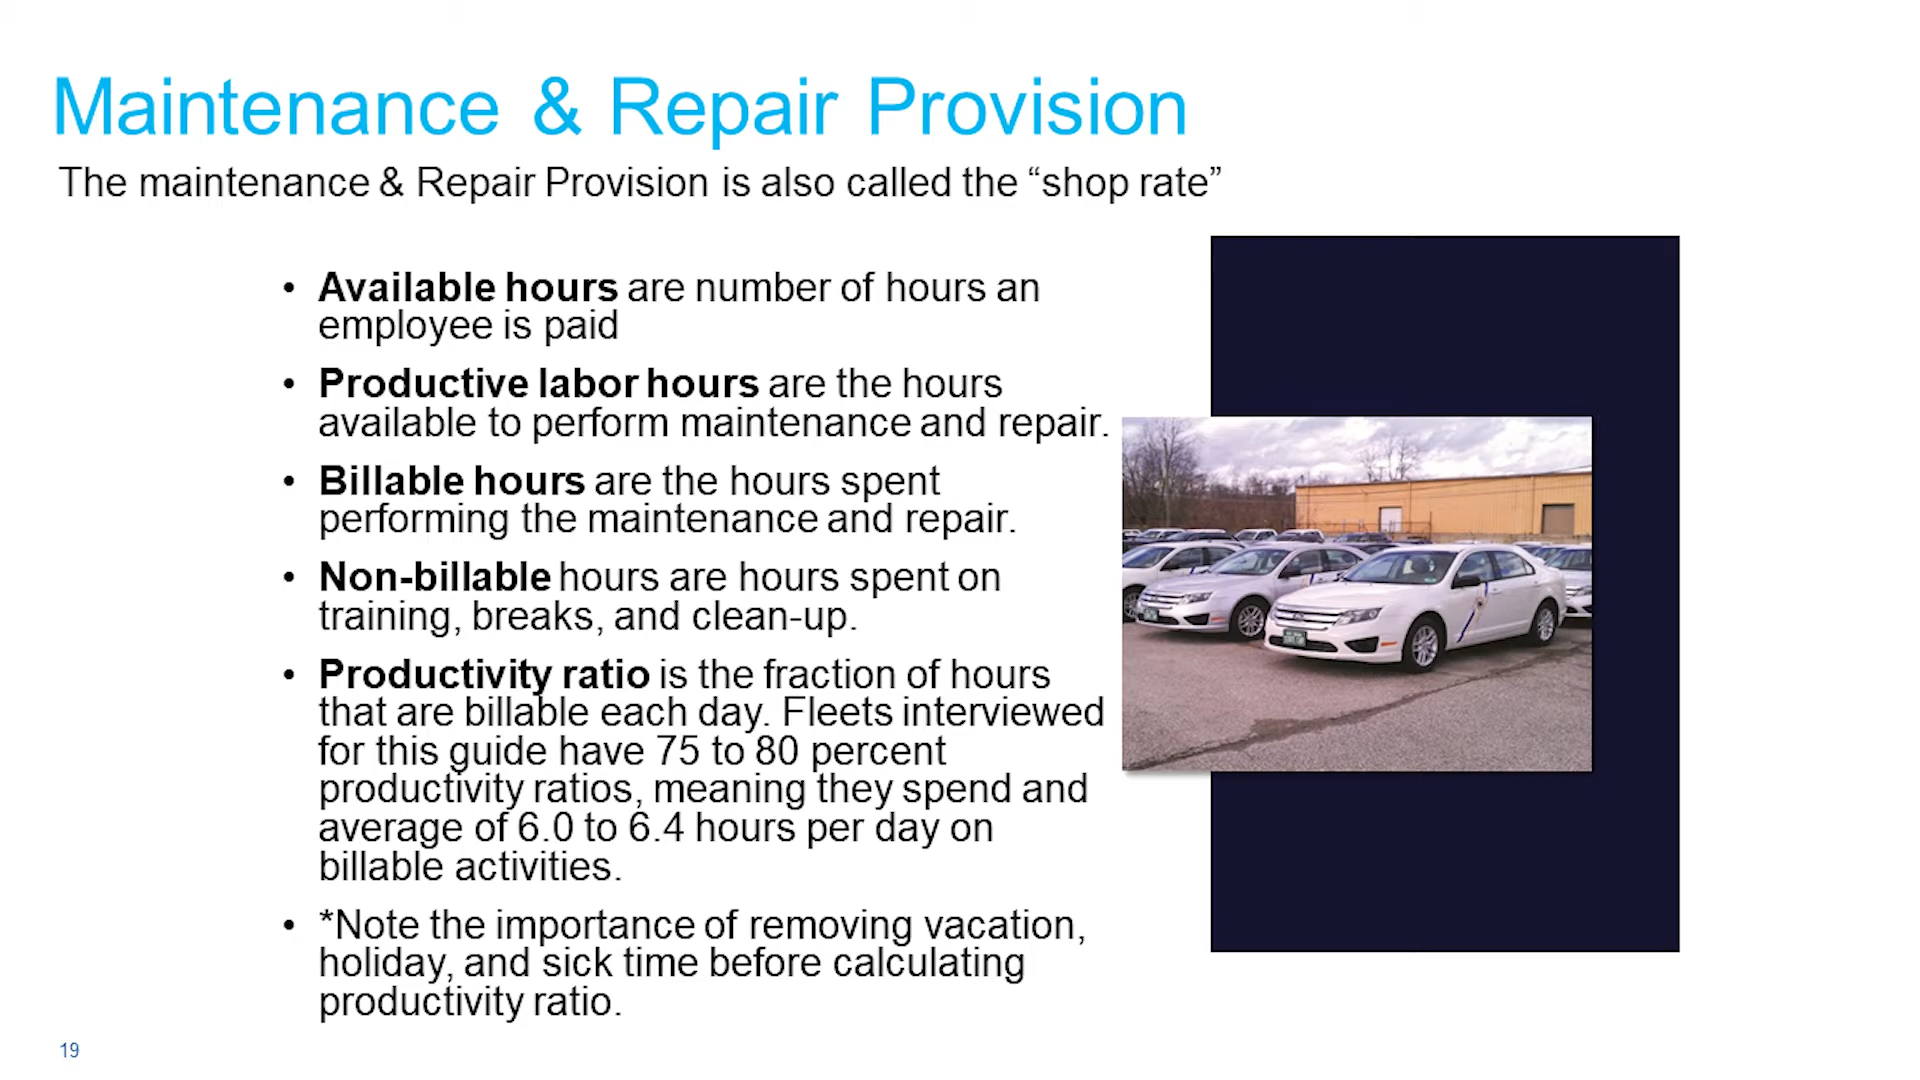 Maintenance & Repair Provision
The maintenance & Repair Provision is also called the “shop rate”
• Available hours are number of hours an
employee is paid
• Productive labor hours are the hours
available to perform maintenance and repair.
• Billable hours are the hours spent
performing the maintenance and repair.
• Non-billable hours are hours spent on
training, breaks, and clean-up.
• Productivity ratio is the fraction of hours
that are billable each day. Fleets interviewed
for this guide have 75 to 80 percent
productivity ratios, meaning they spend and
average of 6.0 to 6.4 hours per day on
billable activities.
• *Note the importance of removing vacation,
holiday, and sick time before calculating
productivity ratio.
19